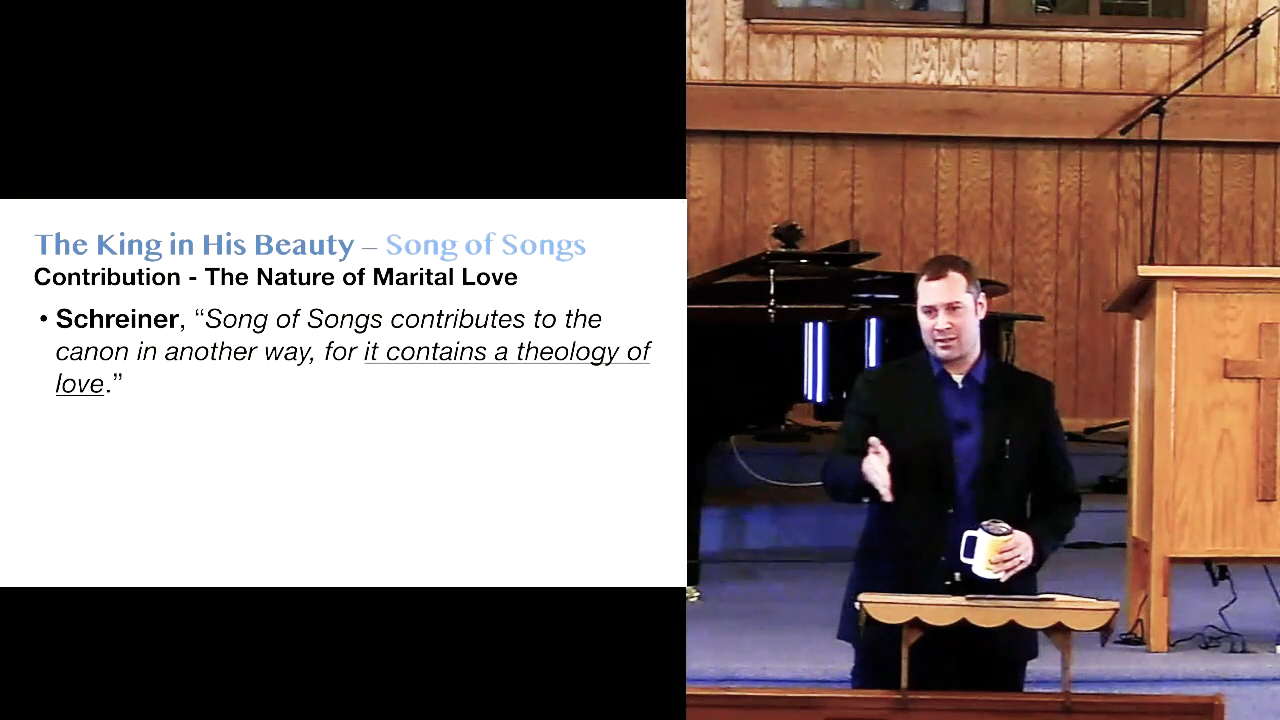 The King in His Beauty – Song of Songs
Contribution - The Nature of Marital Love
• Schreiner, “Song of Songs contributes to the
canon in another way, for it contains a theology of
love.”